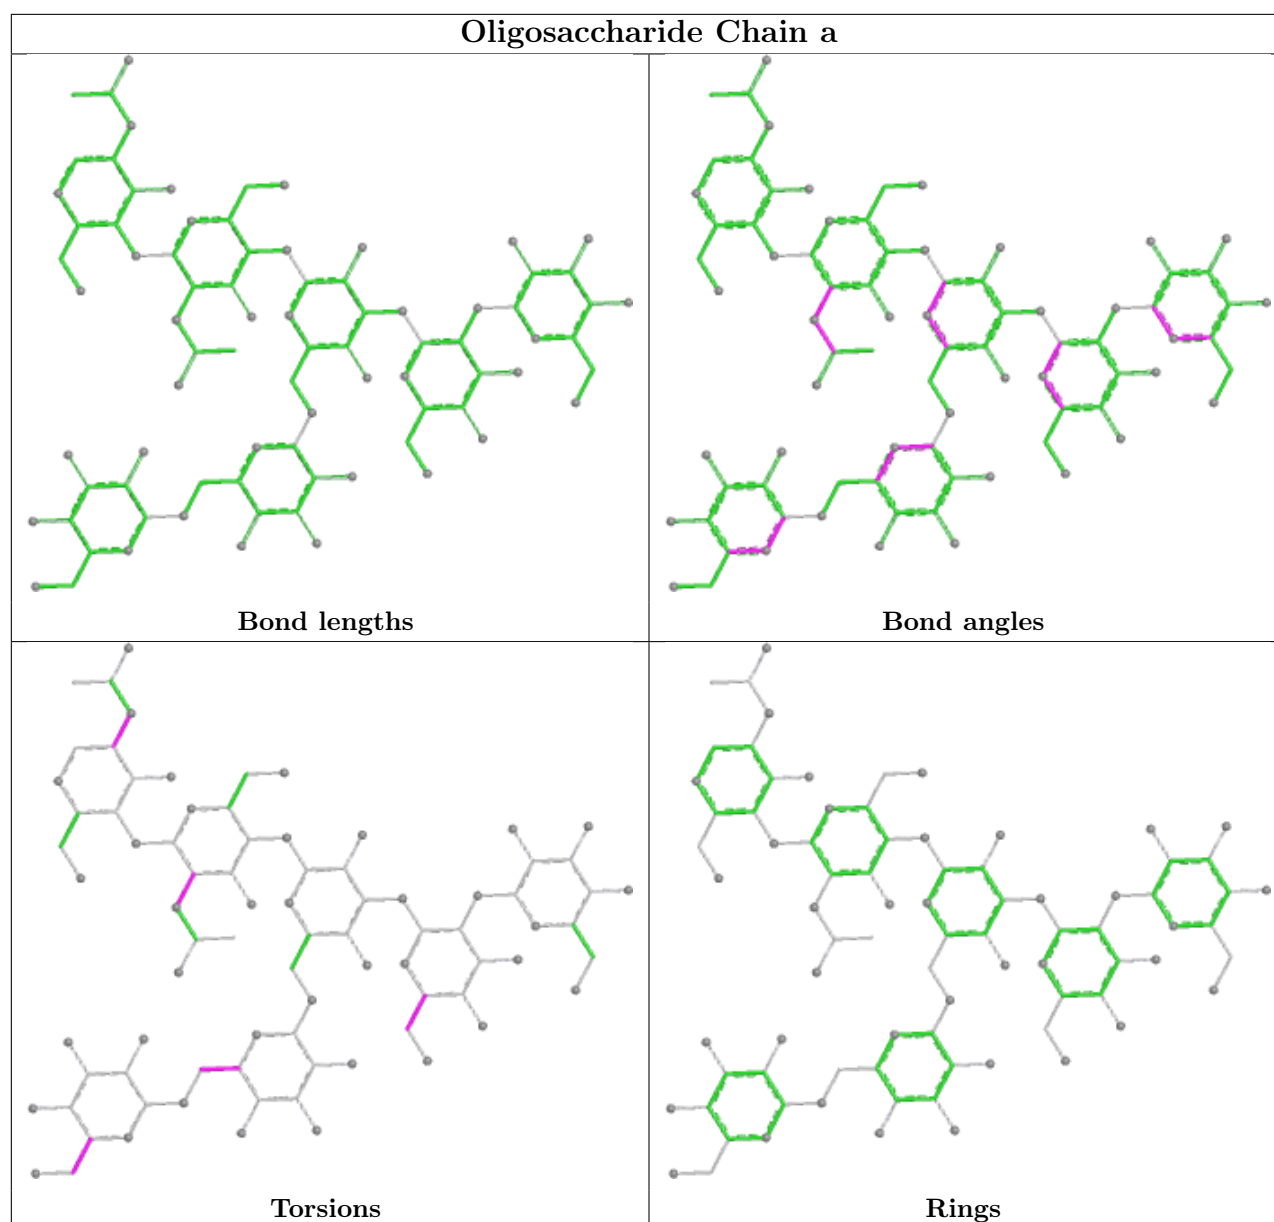 Oligosaccharide Chain a
Bond lengths
Bond angles
Torsions
Rings